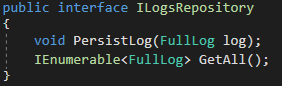 public interface ILogsRepository
{
    void PersistLog(FullLog log);
    IEnumerable<FullLog> GetAll();
}